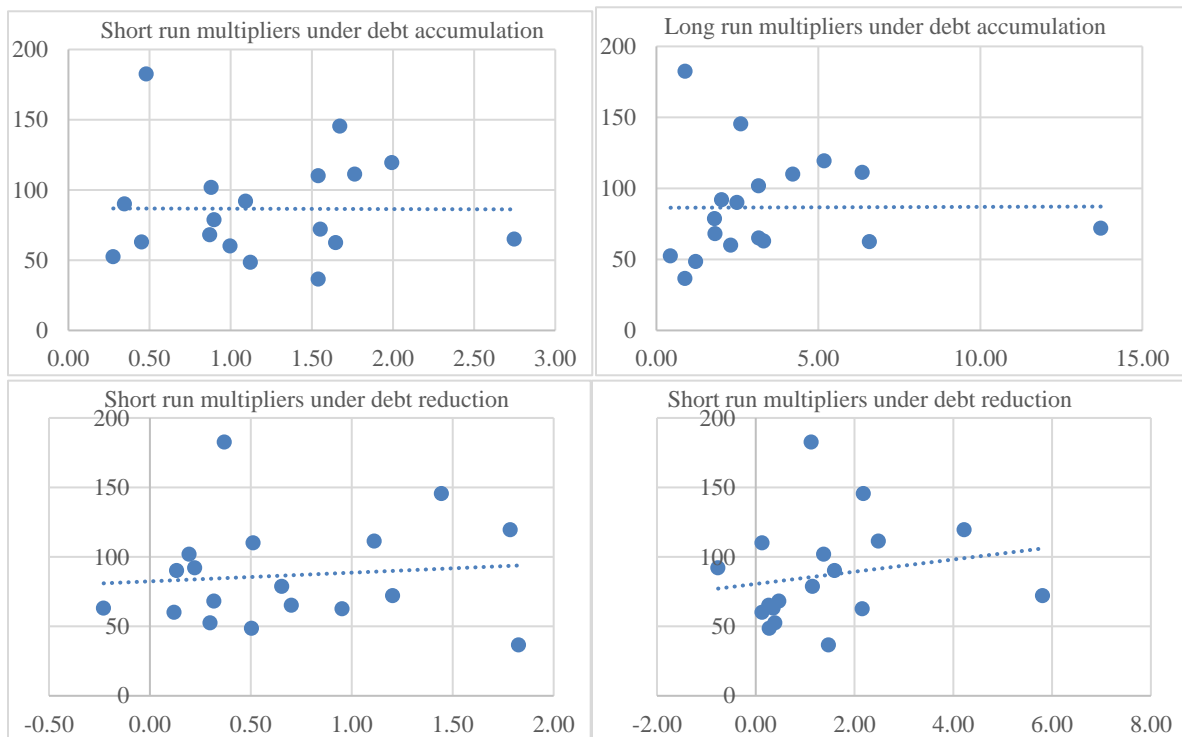 Short run multipliers under debt accumulation
200
150
100
50
0
0.00 0.50 1.00 1.50 2.00 2.50 3.00
Long run multipliers under debt accumulation
200
150
100
50
0
0.00 5.00 10.00 15.00
Short run multipliers under debt reduction
200
150
100
50
0
-0.50 0.00 0.50 1.00 1.50 2.00
Short run multipliers under debt reduction
200
150
100
50
0
-2.00 0.00 2.00 4.00 6.00 8.00